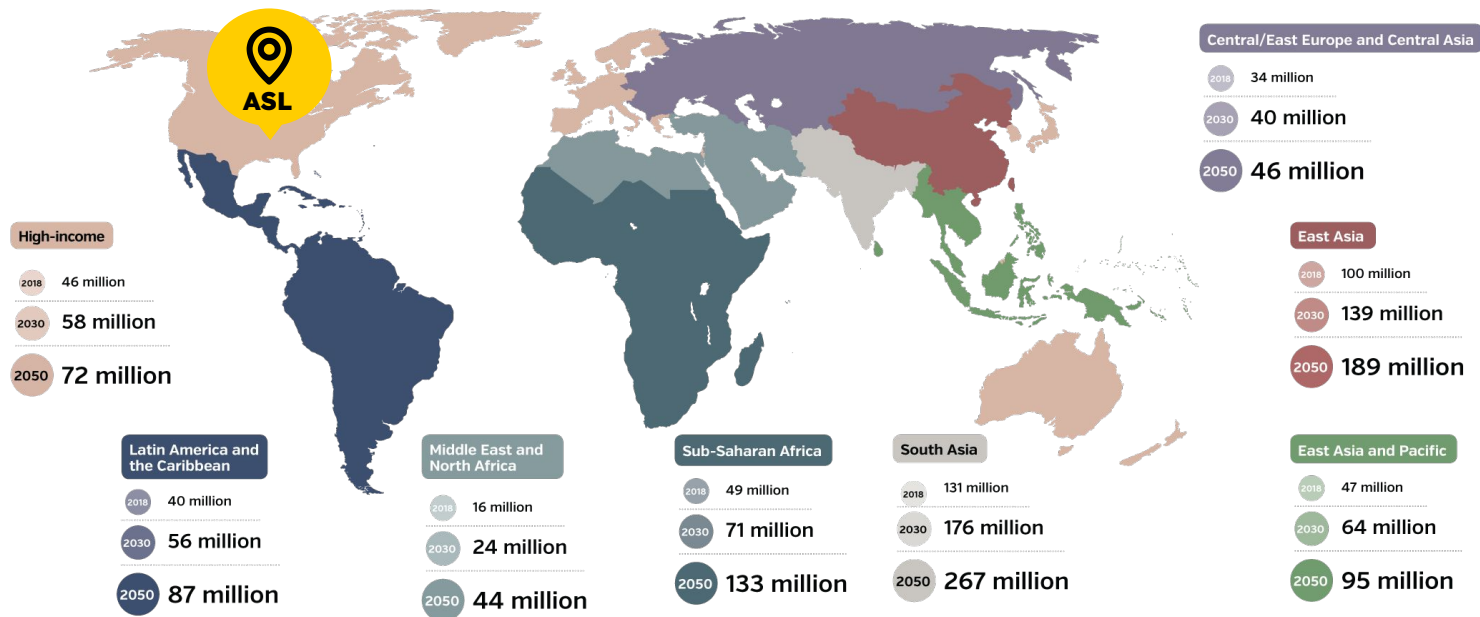 ASL
Central/East Europe and Central Asia
2018 34 million
2030 40 million
2050 46 million
High-income
2018 46 million
2030 58 million
2050 72 million
East Asia
2018 100 million
2030 139 million
2050 189 million
Latin America and
the Caribbean
2018 40 million
2030 56 million
2050 87 million
Middle East and
North Africa
2018 16 million
2030 24 million
2050 44 million
Sub-Saharan Africa
2018 49 million
2030 71 million
2050 133 million
South Asia
2018 131 million
2030 176 million
2050 267 million
East Asia and Pacific
2018 47 million
2030 64 million
2050 95 million